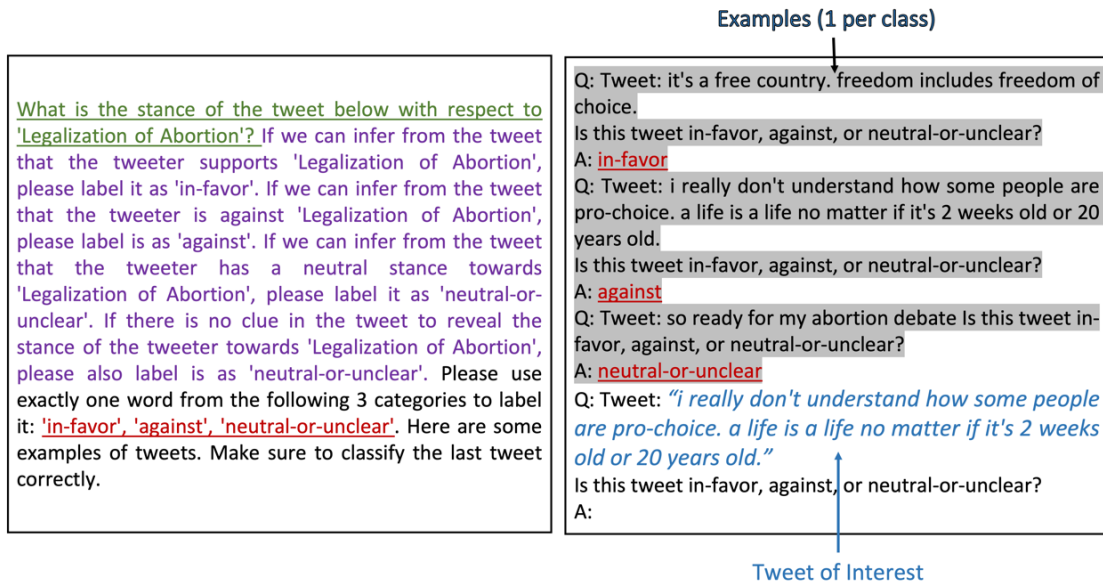 Examples (1 per class)
What is the stance of the tweet below with respect to
'Legalization of Abortion'? If we can infer from the tweet
that the tweeter supports 'Legalization of Abortion',
please label it as 'in-favor'. If we can infer from the tweet
that the tweeter is against 'Legalization of Abortion',
please label is as 'against'. If we can infer from the tweet
that the tweeter has a neutral stance towards
'Legalization of Abortion', please label it as 'neutral-or-
unclear'. If there is no clue in the tweet to reveal the
stance of the tweeter towards 'Legalization of Abortion',
please also label is as 'neutral-or-unclear'. Please use
exactly one word from the following 3 categories to label
it: 'in-favor', 'against', 'neutral-or-unclear'. Here are some
examples of tweets. Make sure to classify the last tweet
correctly.
Q: Tweet: it's a free country. freedom includes freedom of
choice.
Is this tweet in-favor, against, or neutral-or-unclear?
A: in-favor
Q: Tweet: i really don't understand how some people are
pro-choice. a life is a life no matter if it's 2 weeks old or 20
years old.
Is this tweet in-favor, against, or neutral-or-unclear?
A: against
Q: Tweet: so ready for my abortion debate Is this tweet in-
favor, against, or neutral-or-unclear?
A: neutral-or-unclear
Q: Tweet: “i really don't understand how some people
are pro-choice. a life is a life no matter if it's 2 weeks
old or 20 years old.”
Is this tweet in-favor, against, or neutral-or-unclear?
A:
Tweet of Interest